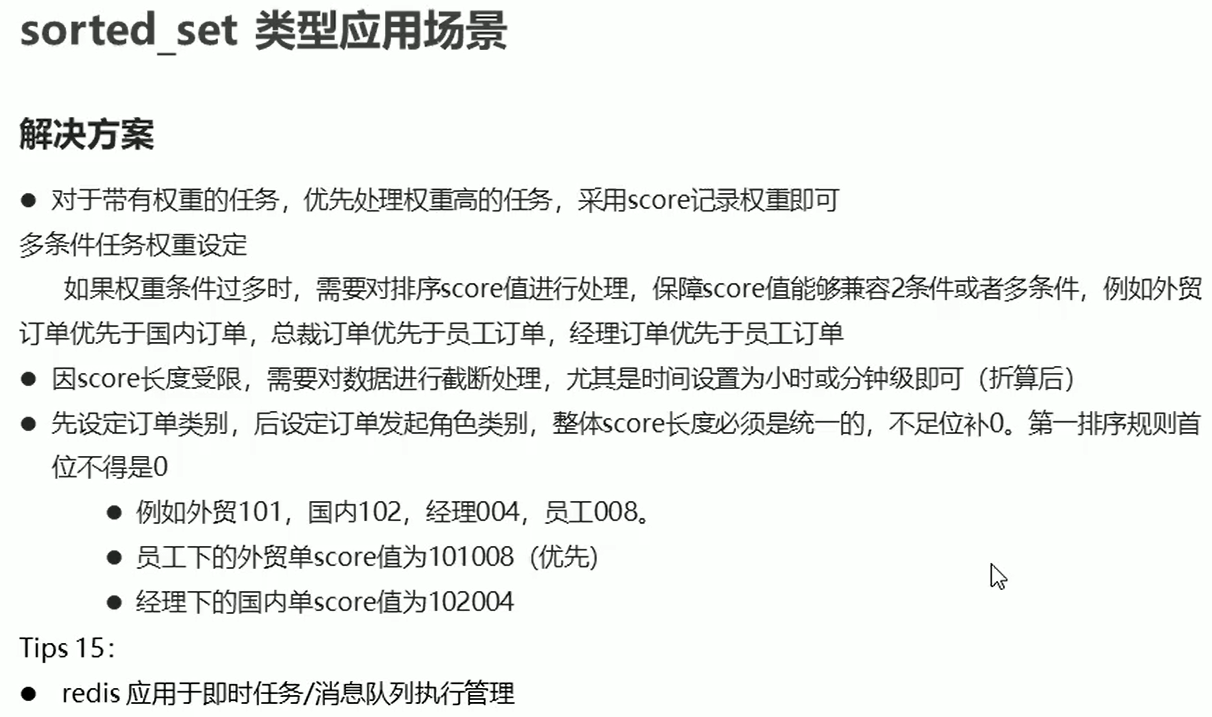 sorted_set 类型应用场景
解决方案
● 对于带有权重的任务，优先处理权重高的任务，采用score记录权重即可
多条件任务权重设定
如果权重条件过多时，需要对排序score值进行处理，保障score值能够兼容2条件或者多条件，例如外贸
订单优先于国内订单，总裁订单优先于员工订单，经理订单优先于员工订单
● 因score长度受限，需要对数据进行截断处理，尤其是时间设置为小时或分钟级即可（折算后）
● 先设定订单类别，后设定订单发起角色类别，整体score长度必须是统一的，不足位补0。第一排序规则首
位不得是0
● 例如外贸101，国内102，经理004，员工008。
● 员工下的外贸单score值为101008（优先）
● 经理下的国内单score值为102004
Tips 15：
● redis 应用于即时任务/消息队列执行管理